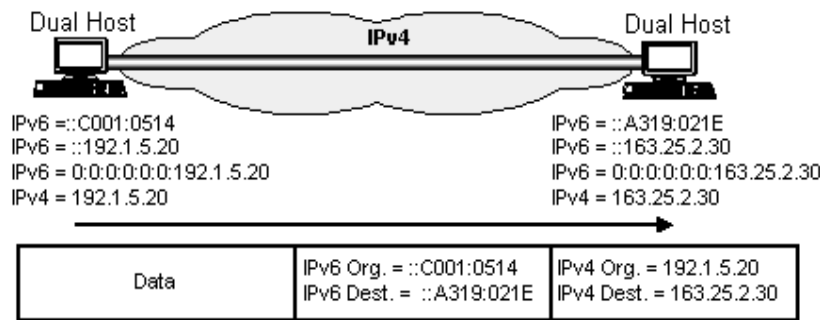 Dual Host
IPv4
Dual Host
IPv6 =::C001:0514
IPv6 = ::192.1.5.20
IPv6 = 0:0:0:0:0:0:192.1.5.20
IPv4 = 192.1.5.20
IPv6 = ::A319:021E
IPv6 = ::163.25.2.30
IPv6 = 0:0:0:0:0:0:163.25.2.30
IPv4 = 163.25.2.30
Data
IPv6 Org. = ::C001:0514
IPv6 Dest. = ::A319:021E
IPv4 Org. = 192.1.5.20
IPv4 Dest. = 163.25.2.30